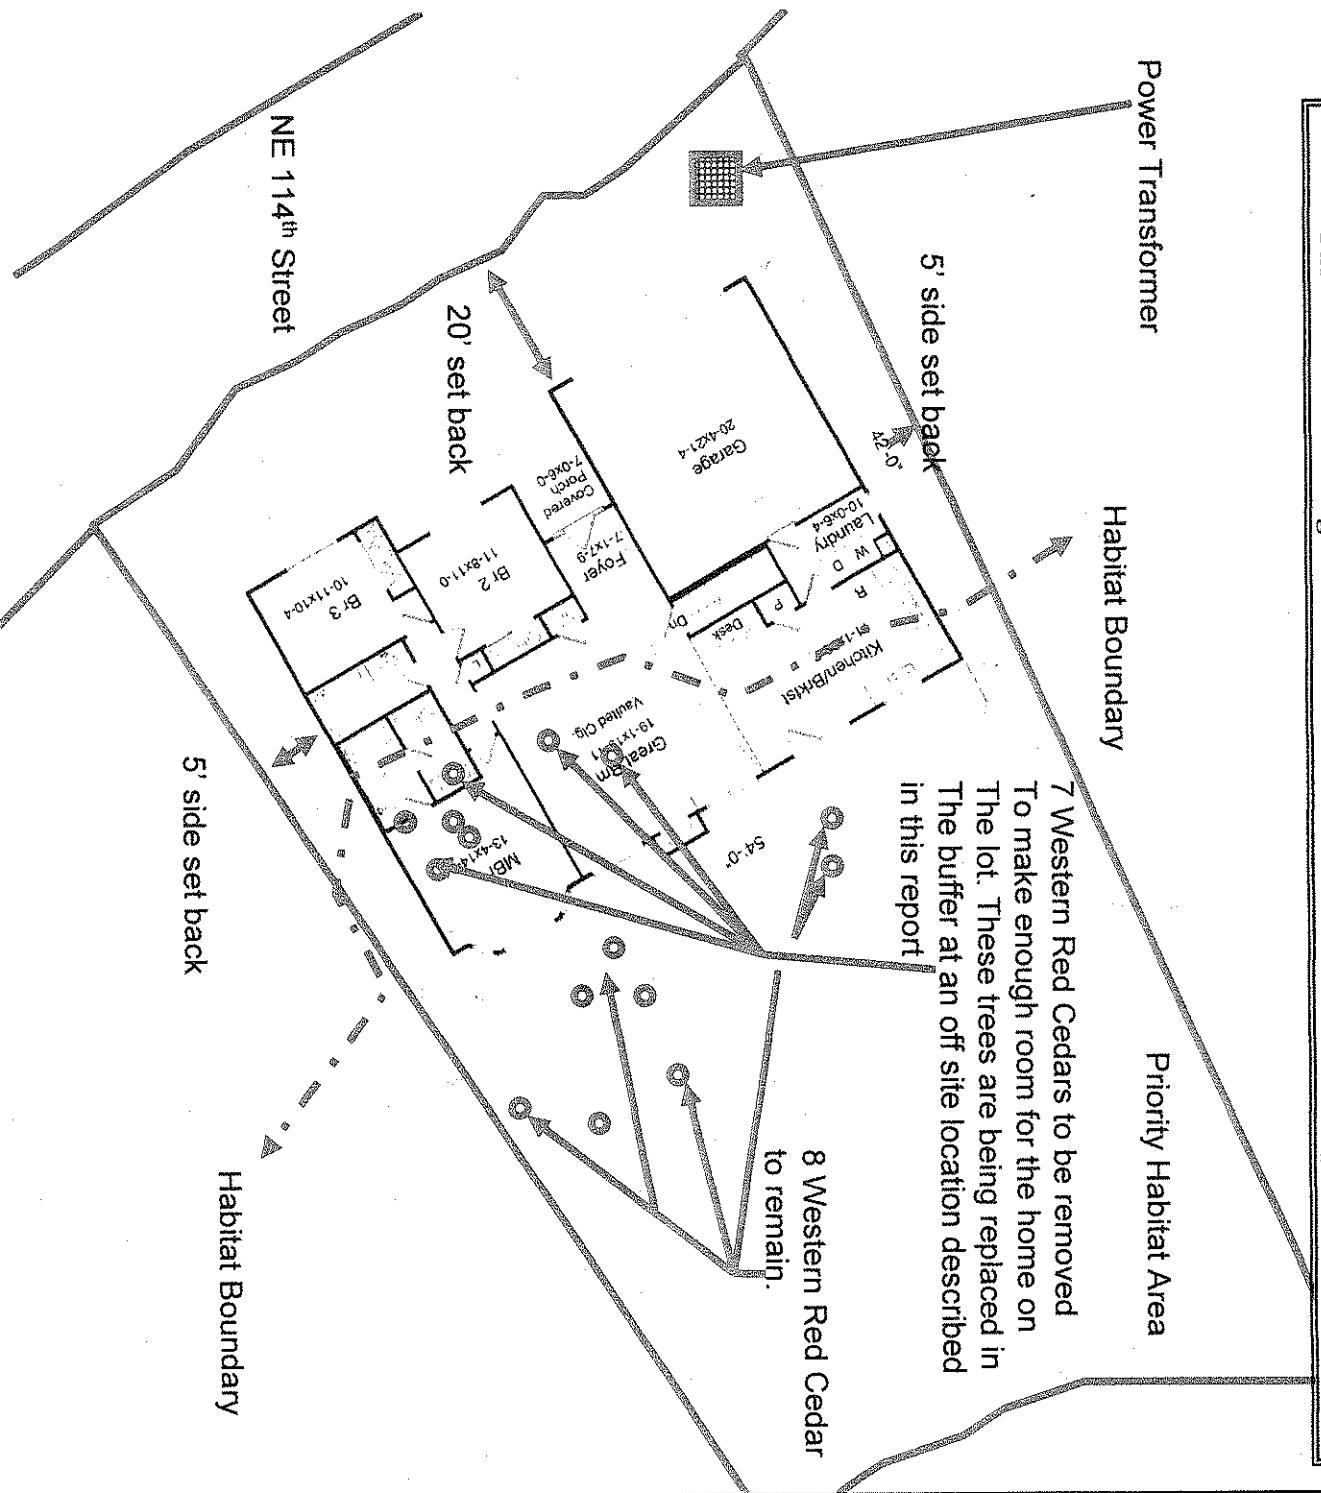 Power Transformer
5' side set back
Habitat Boundary
Priority Habitat Area
7 Western Red Cedars to be removed
To make enough room for the home on
The lot. These trees are being replaced in
The buffer at an off site location described
in this report
8 Western Red Cedar
to remain.
NE 114th Street
20' set back
5' side set back
Habitat Boundary
42'-0"
54'-0"
Garage
20-4x21-4
Laundry
10-0x6-4
W
D
R
P
Desk
Dn
Kitchen/Brkfst
Covered
Porch
7-0x6-0
Foyer
7-1x7-9
Br 2
11-8x11-0
Br 3
10-11x10-4
L
Great Rm
Vaulted Clg.
MBr